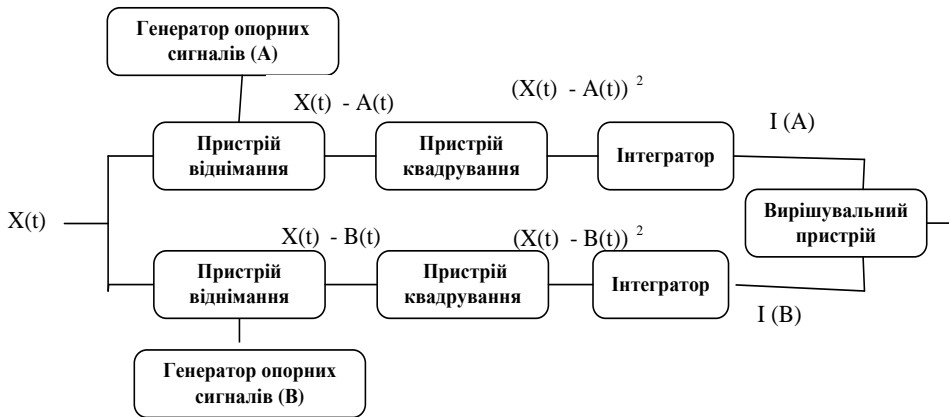 Генератор опорних
сигналів (А)
X(t) - A(t)
(X(t) - A(t)) ²
I (A)
Пристрій
віднімання
Пристрій
квадрування
Інтегратор
X(t)
Вирішувальний
пристрій
X(t) - B(t)
(X(t) - B(t)) ²
Пристрій
віднімання
Пристрій
квадрування
Інтегратор
I (B)
Генератор опорних
сигналів (В)